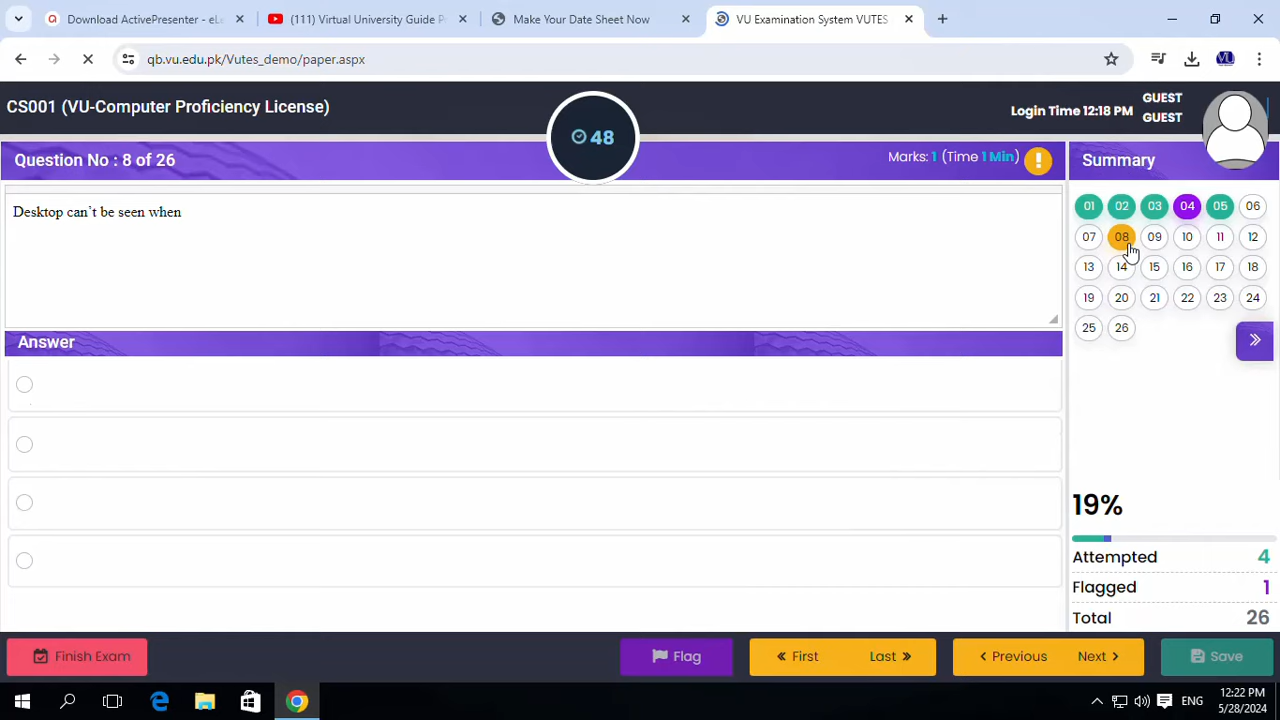 Download ActivePresenter - eLe
(111) Virtual University Guide P
Make Your Date Sheet Now
VU Examination System VUTES
qb.vu.edu.pk/Vutes_demo/paper.aspx
CS001 (VU-Computer Proficiency License)
48
Login Time 12:18 PM
GUEST
GUEST
Question No : 8 of 26
Marks: 1 (Time 1 Min)
Summary
Desktop can't be seen when
01 02 03 04 05 06
07 08 09 10 11 12
13 14 15 16 17 18
19 20 21 22 23 24
25 26
Answer
19%
Attempted 4
Flagged 1
Total 26
Finish Exam
Flag
First
Last
Previous
Next
Save
ENG
12:22 PM
5/28/2024